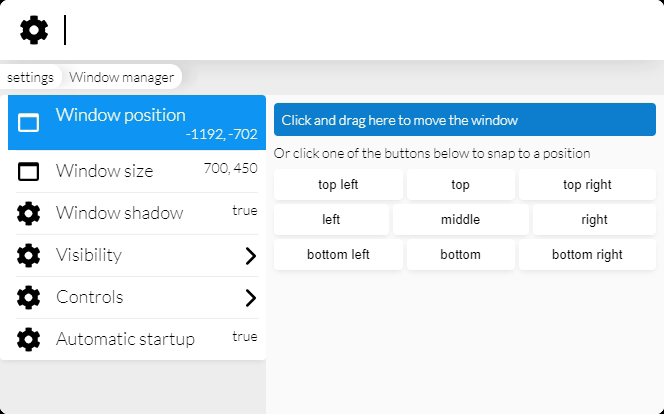 settings Window manager
Window position
-1192, -702
Window size 700, 450
Window shadow true
Visibility
Controls
Automatic startup true
Click and drag here to move the window
Or click one of the buttons below to snap to a position
top left top top right
left middle right
bottom left bottom bottom right